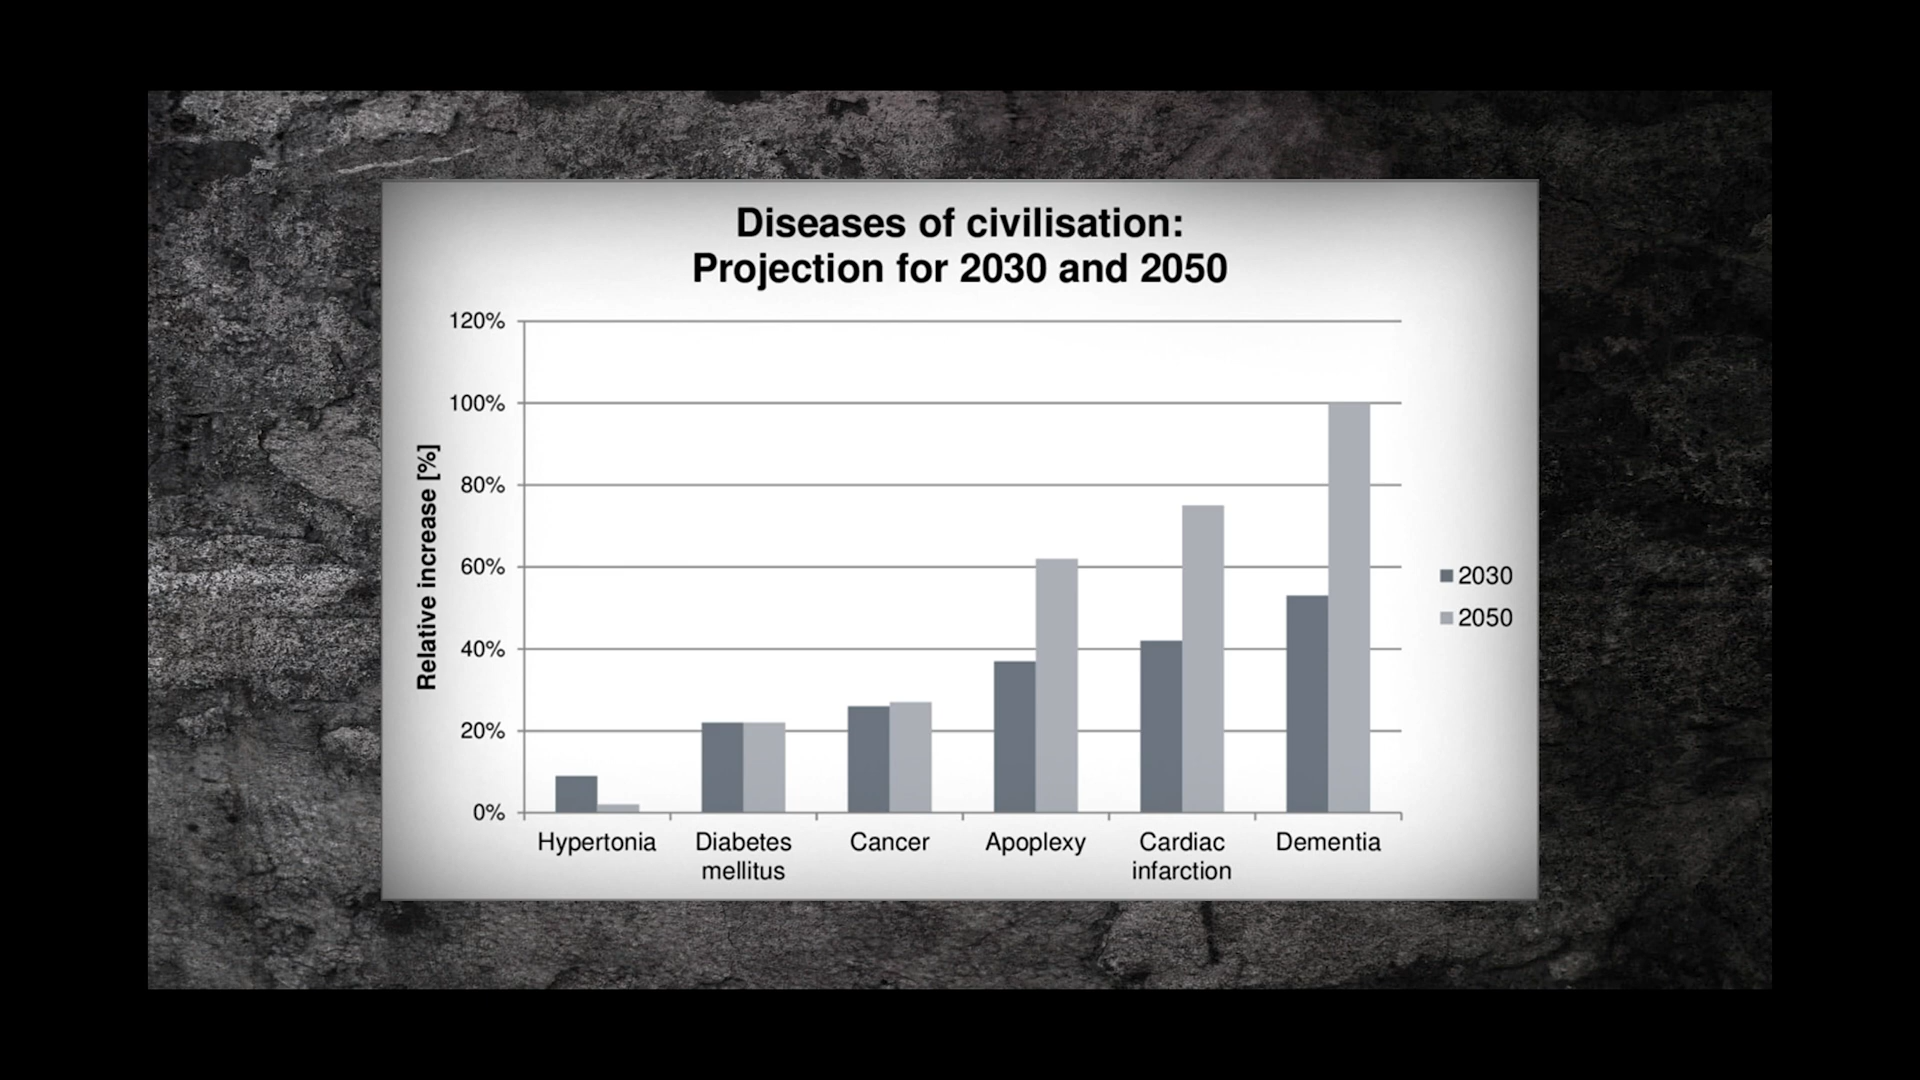 Diseases of civilisation:
Projection for 2030 and 2050
120%
100%
80%
60%
40%
20%
0%
Relative increase [%]
Hypertonia
Diabetes
mellitus
Cancer
Apoplexy
Cardiac
infarction
Dementia
2030
2050